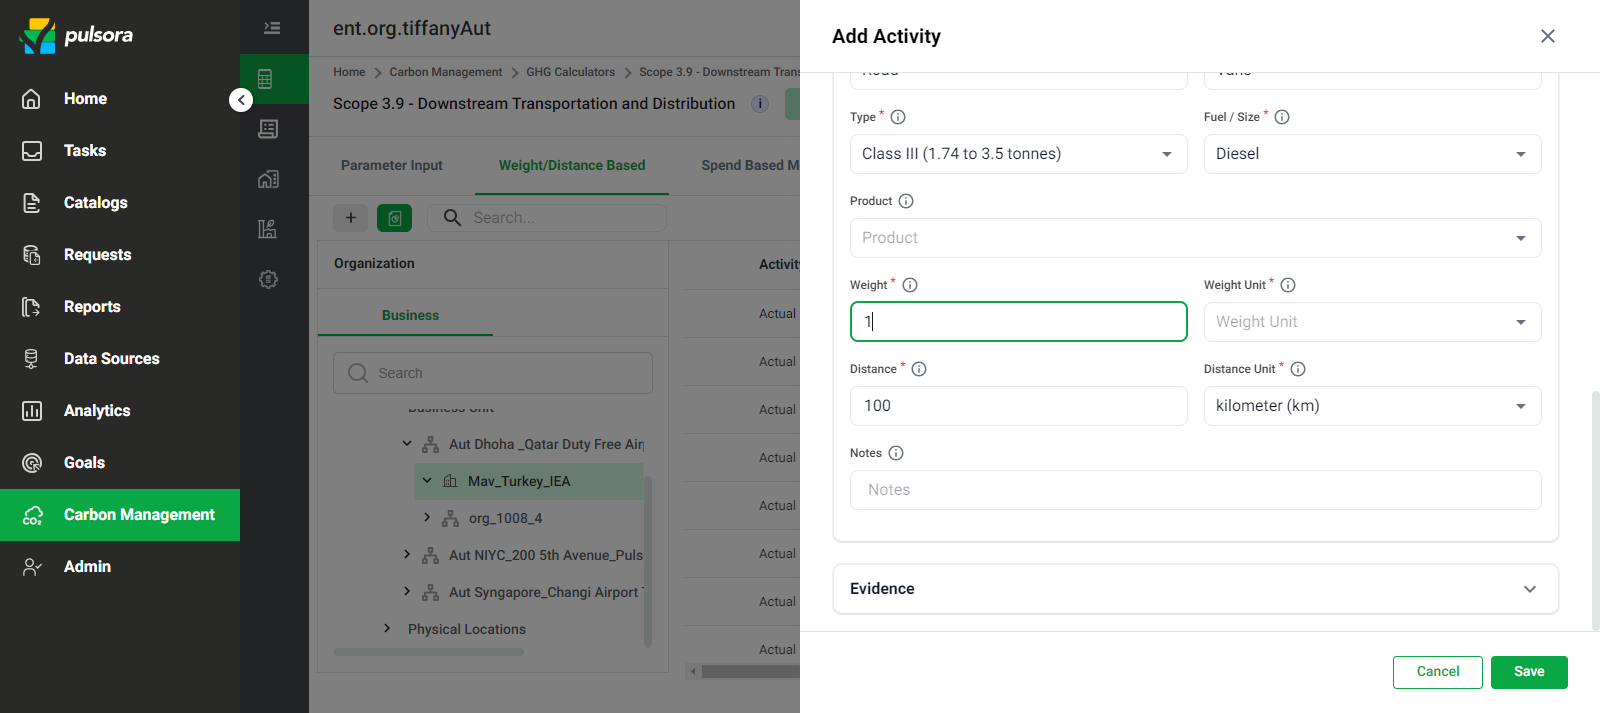 pulsora
Home
Tasks
Catalogs
Requests
Reports
Data Sources
Analytics
Goals
Carbon Management
Admin
ent.org.tiffanyAut
Home > Carbon Management > GHG Calculators > Scope 3.9 - Downstream Trans
Scope 3.9 - Downstream Transportation and Distribution i
Parameter Input
Weight/Distance Based
Spend Based M
+
Search...
Organization
Business
Search
Business Unit
Aut Dhoha _Qatar Duty Free Air
Mav_Turkey_IEA
org_1008_4
Aut NIYC_200 5th Avenue_Puls
Aut Syngapore_Changi Airport T
Physical Locations
Activity
Actual
Actual
Actual
Actual
Actual
Actual
Actual
Actual
Add Activity
Road
Vans
Type *
Fuel / Size *
Class III (1.74 to 3.5 tonnes)
Diesel
Product
Product
Weight *
Weight Unit *
1
Weight Unit
Distance *
Distance Unit *
100
kilometer (km)
Notes
Notes
Evidence
Cancel
Save